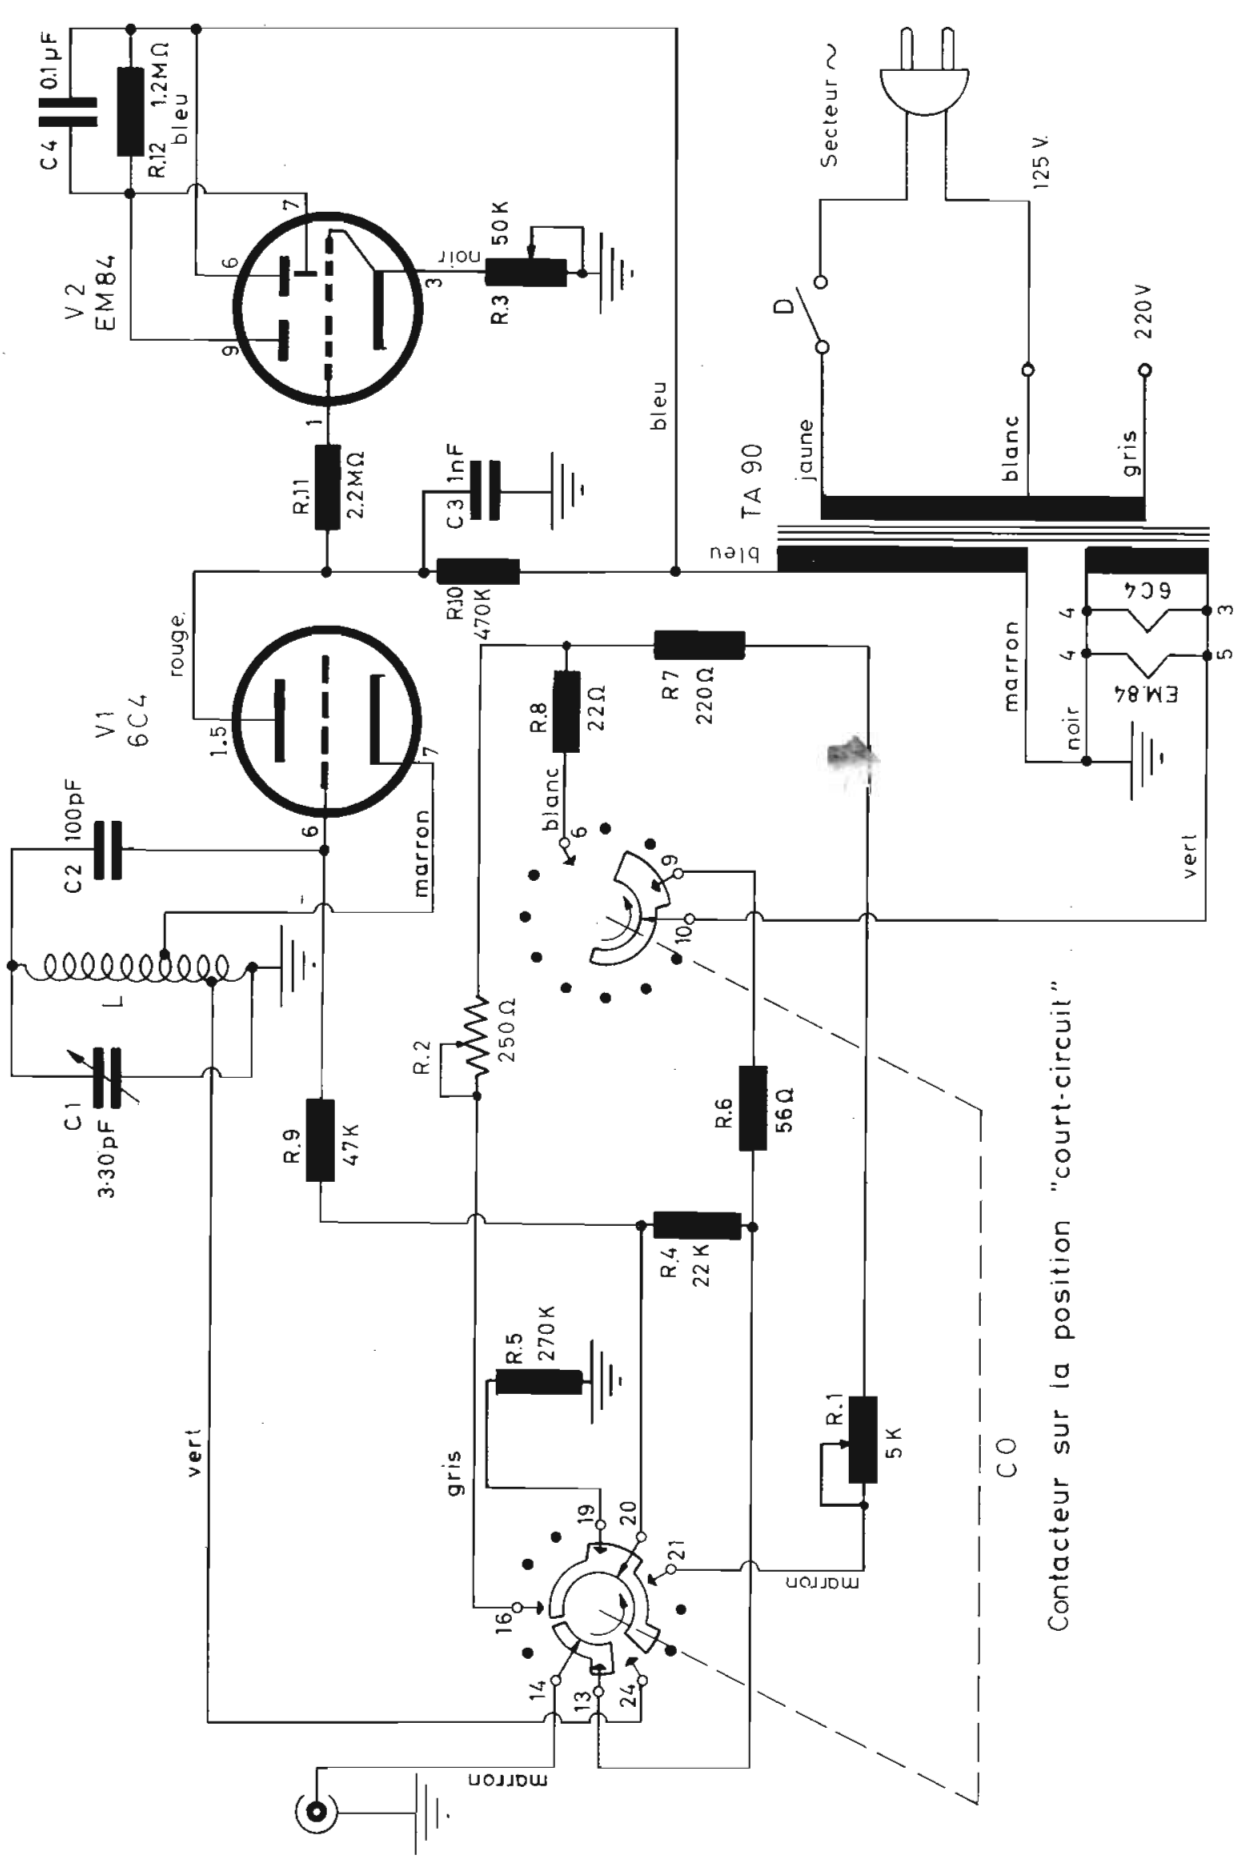 C4
0.1µF
R.12
1.2MΩ
bleu
V2
EM84
6
7
9
3
1
noir
R.3
50K
R.11
2.2MΩ
C3
1nF
R.10
470K
bleu
bleu
rouge.
V1
6C4
1.5
7
6
marron
C2
100pF
L
C1
3-30pF
R.9
47K
vert
R.2
250Ω
R.8
22Ω
blanc
R7
220Ω
6
9
10
R.6
56Ω
R.4
22K
R.5
270K
gris
16
19
20
21
24
13
14
marron
marron
R.1
5K
CO
Contacteur sur la position "court-circuit"
Secteur ~
125V.
D
220V
TA 90
jaune
blanc
gris
marron
noir
vert
4
6C4
3
4
EM.84
5